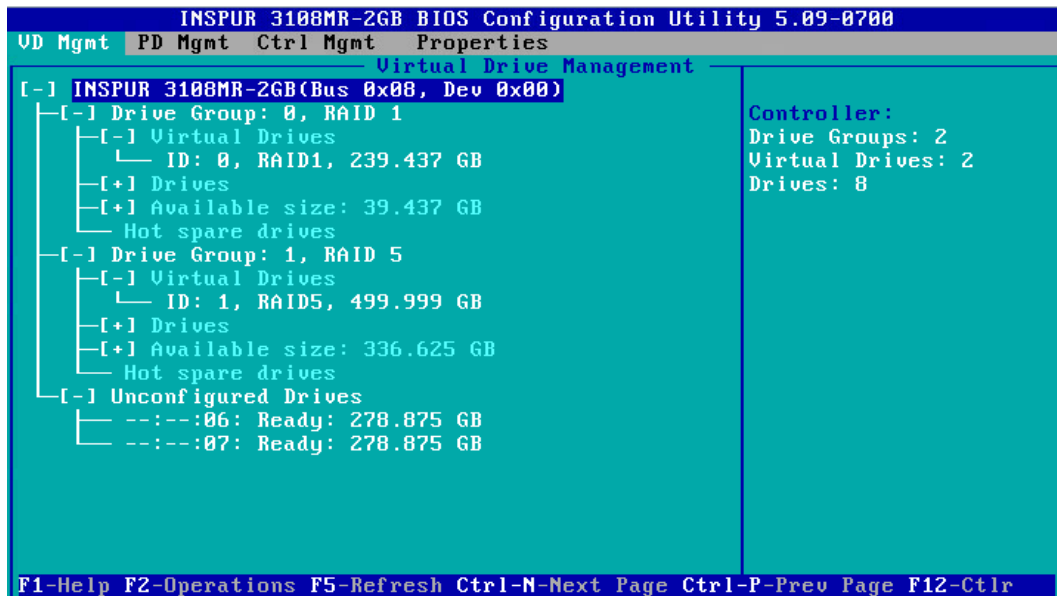 INSPUR 3108MR-2GB BIOS Configuration Utility 5.09-0700
VD Mgmt PD Mgmt Ctrl Mgmt Properties
Virtual Drive Management
[-] INSPUR 3108MR-2GB(Bus 0x08, Dev 0x00)
[-] Drive Group: 0, RAID 1
[-] Virtual Drives
ID: 0, RAID1, 239.437 GB
[+] Drives
[+] Available size: 39.437 GB
Hot spare drives
[-] Drive Group: 1, RAID 5
[-] Virtual Drives
ID: 1, RAID5, 499.999 GB
[+] Drives
[+] Available size: 336.625 GB
Hot spare drives
[-] Unconfigured Drives
--:--:06: Ready: 278.875 GB
--:--:07: Ready: 278.875 GB
Controller:
Drive Groups: 2
Virtual Drives: 2
Drives: 8
F1-Help F2-Operations F5-Refresh Ctrl-N-Next Page Ctrl-P-Prev Page F12-Ctlr